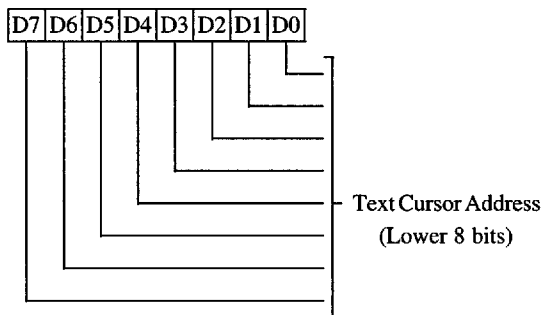 D7 D6 D5 D4 D3 D2 D1 D0
Text Cursor Address
(Lower 8 bits)